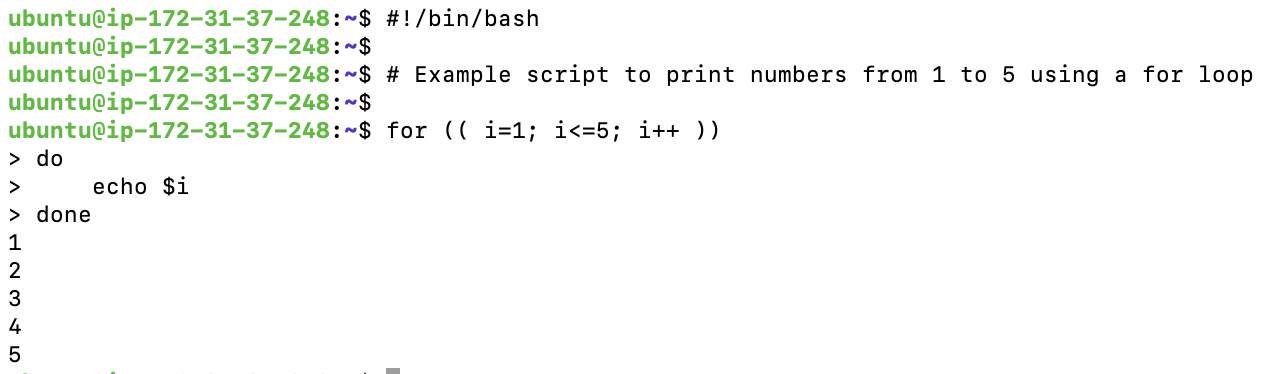 ubuntu@ip-172-31-37-248:~$ #!/bin/bash
ubuntu@ip-172-31-37-248:~$
ubuntu@ip-172-31-37-248:~$ # Example script to print numbers from 1 to 5 using a for loop
ubuntu@ip-172-31-37-248:~$
ubuntu@ip-172-31-37-248:~$ for (( i=1; i<=5; i++ ))
> do
>     echo $i
> done
1
2
3
4
5